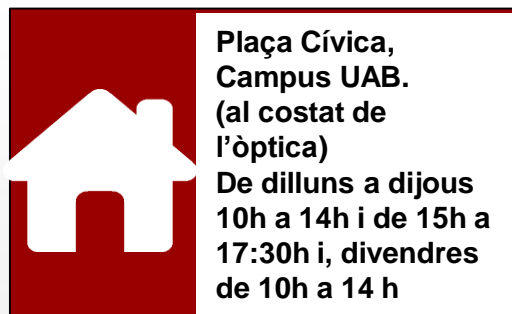 Plaça Cívica,
Campus UAB.
(al costat de
l’òptica)
De dilluns a dijous
10h a 14h i de 15h a
17:30h i, divendres
de 10h a 14 h